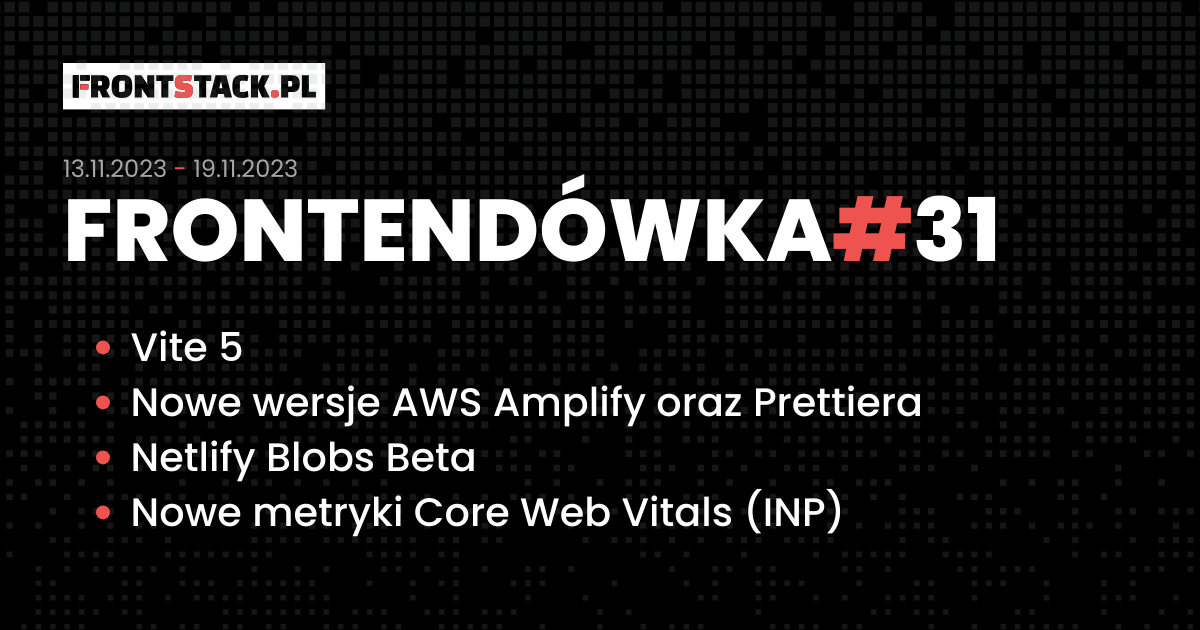 FRONTSTACK.PL
13.11.2023 - 19.11.2023
FRONTENDÓWKA#31
• Vite 5
• Nowe wersje AWS Amplify oraz Prettiera
• Netlify Blobs Beta
• Nowe metryki Core Web Vitals (INP)